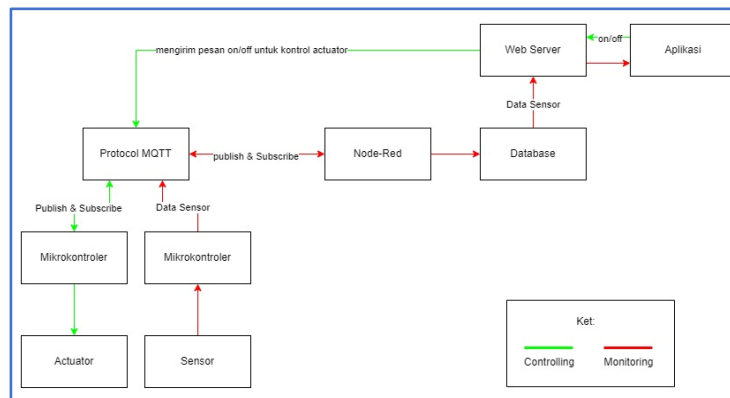 on/off
Web Server
Aplikasi
mengirim pesan on/off untuk kontrol actuator
Data Sensor
Protocol MQTT
publish & Subscribe
Node-Red
Database
Publish & Subscribe
Data Sensor
Mikrokontroler
Mikrokontroler
Actuator
Sensor
Ket:
Controlling
Monitoring